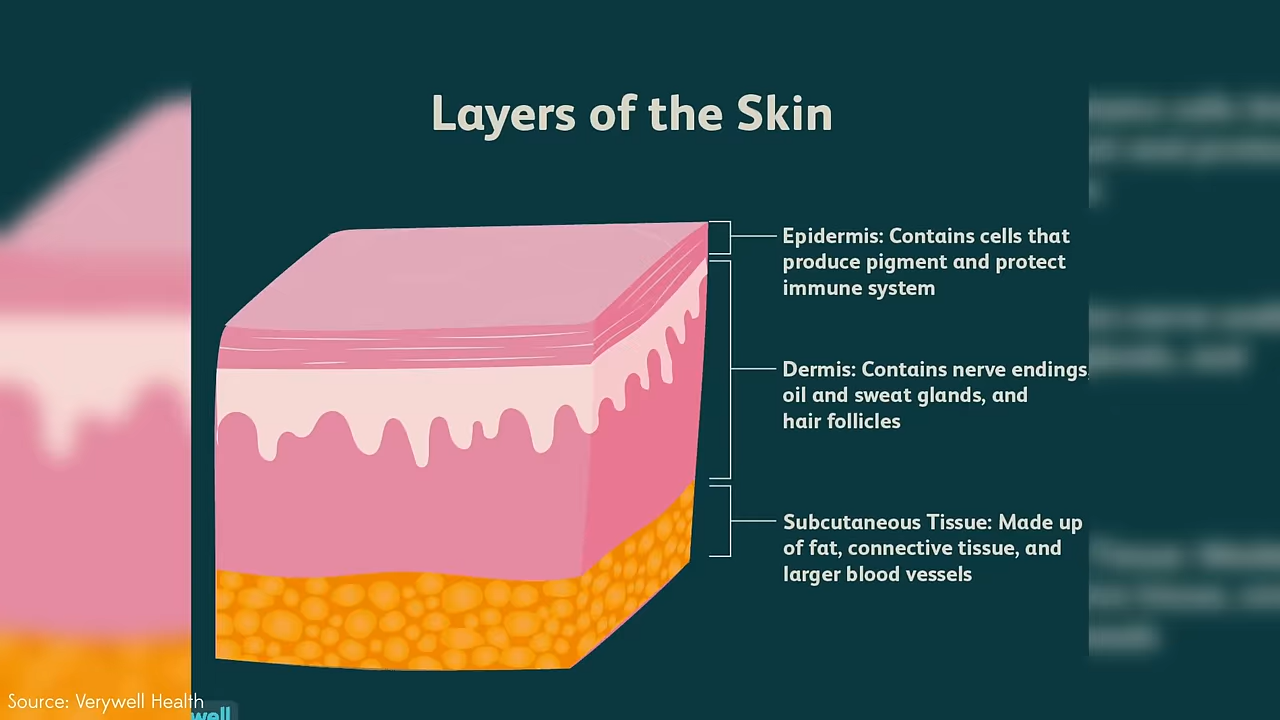 Layers of the Skin
Epidermis: Contains cells that
produce pigment and protect
immune system
Dermis: Contains nerve endings,
oil and sweat glands, and
hair follicles
Subcutaneous Tissue: Made up
of fat, connective tissue, and
larger blood vessels
Source: Verywell Health
well